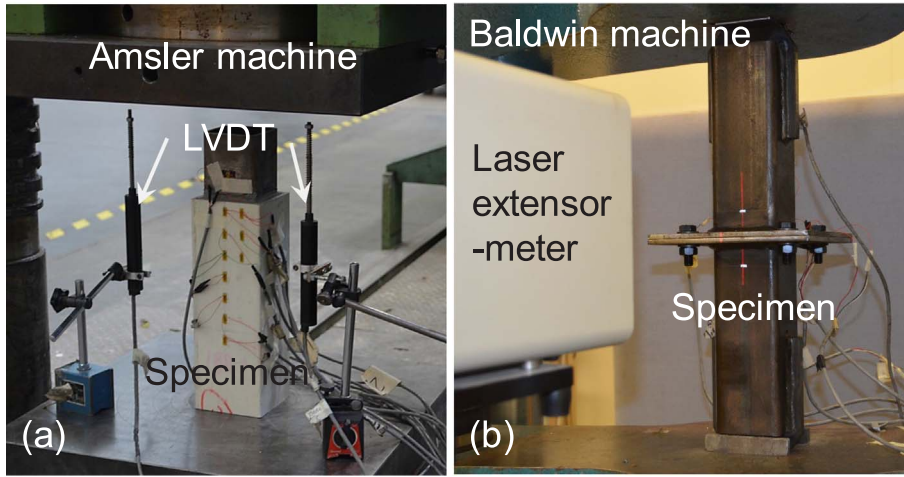 Amsler machine
LVDT
Specimen
(a)
Baldwin machine
Laser
extensor
-meter
Specimen
(b)